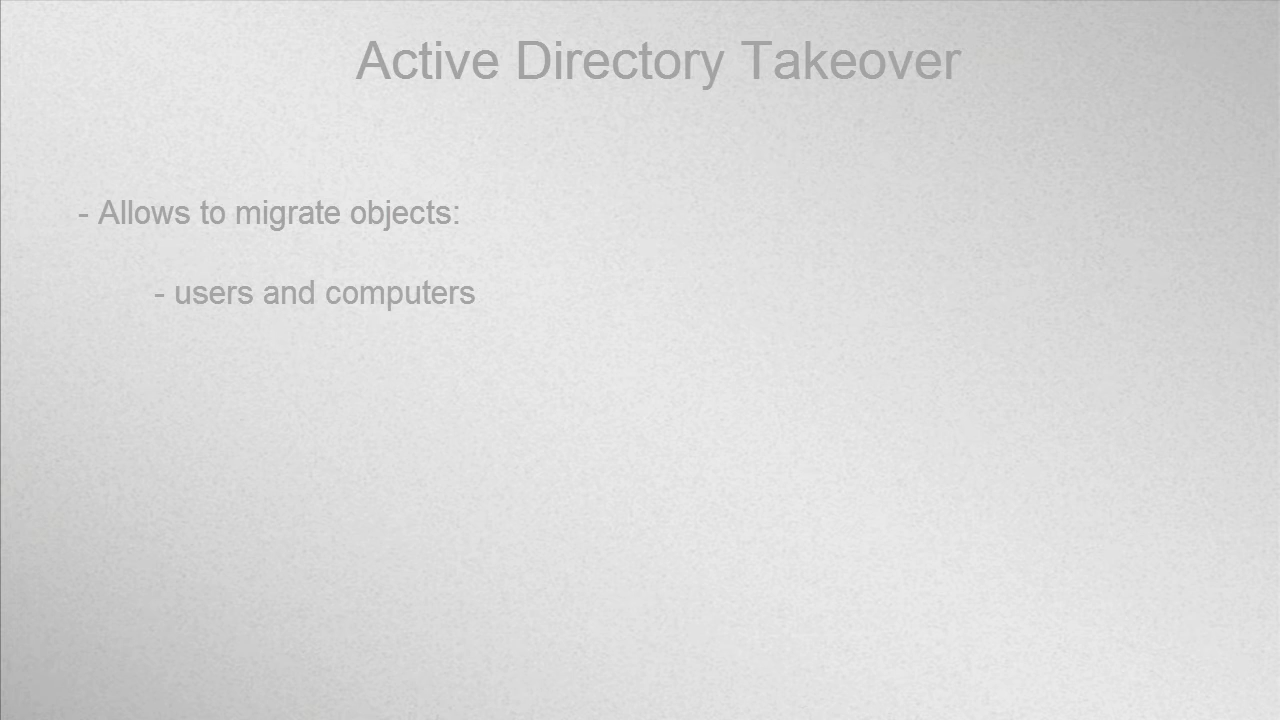 Active Directory Takeover
- Allows to migrate objects:
- users and computers